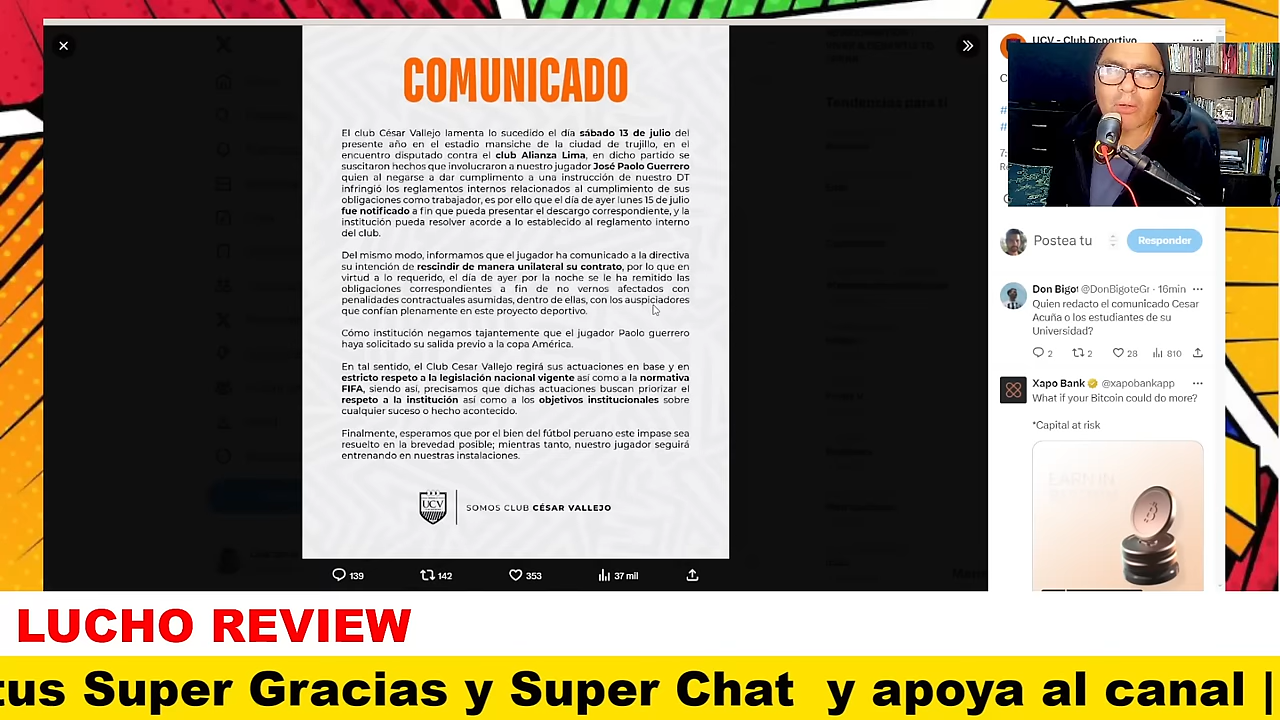 COMUNICADO
El club César Vallejo lamenta lo sucedido el día sábado 13 de julio del
presente año en el estadio mansiche de la ciudad de trujillo, en el
encuentro disputado contra el club Alianza Lima, en dicho partido se
suscitaron hechos que involucraron a nuestro jugador José Paolo Guerrero
quien al negarse a dar cumplimento a una instrucción de nuestro DT
infringió los reglamentos internos relacionados al cumplimiento de sus
obligaciones como trabajador, es por ello que el día de ayer lunes 15 de julio
fue notificado a fin que pueda presentar el descargo correspondiente, y la
institución pueda resolver acorde a lo establecido al reglamento interno
del club.
Del mismo modo, informamos que el jugador ha comunicado a la directiva
su intención de rescindir de manera unilateral su contrato, por lo que en
virtud a lo requerido, el día de ayer por la noche se le ha remitido las
obligaciones correspondientes a fin de no vernos afectados con
penalidades contractuales asumidas, dentro de ellas, con los auspiciadores
que confían plenamente en este proyecto deportivo.
Cómo institución negamos tajantemente que el jugador Paolo guerrero
haya solicitado su salida previo a la copa América.
En tal sentido, el Club Cesar Vallejo regirá sus actuaciones en base y en
estricto respeto a la legislación nacional vigente así como a la normativa
FIFA, siendo así, precisamos que dichas actuaciones buscan priorizar el
respeto a la institución así como a los objetivos institucionales sobre
cualquier suceso o hecho acontecido.
Finalmente, esperamos que por el bien del fútbol peruano este impase sea
resuelto en la brevedad posible; mientras tanto, nuestro jugador seguirá
entrenando en nuestras instalaciones.
UCV SOMOS CLUB CÉSAR VALLEJO
139 142 353 37 mil
Tendencias para ti
UCV - Club Deportivo
Postea tu
Responder
Don Bigo! @DonBigoteGr · 16min
Quien redacto el comunicado Cesar
Acuña o los estudiantes de su
Universidad?
2 2 28 810
Xapo Bank @xapobankapp
What if your Bitcoin could do more?
*Capital at risk
EARN IN
LUCHO REVIEW
tus Super Gracias y Super Chat y apoya al canal |